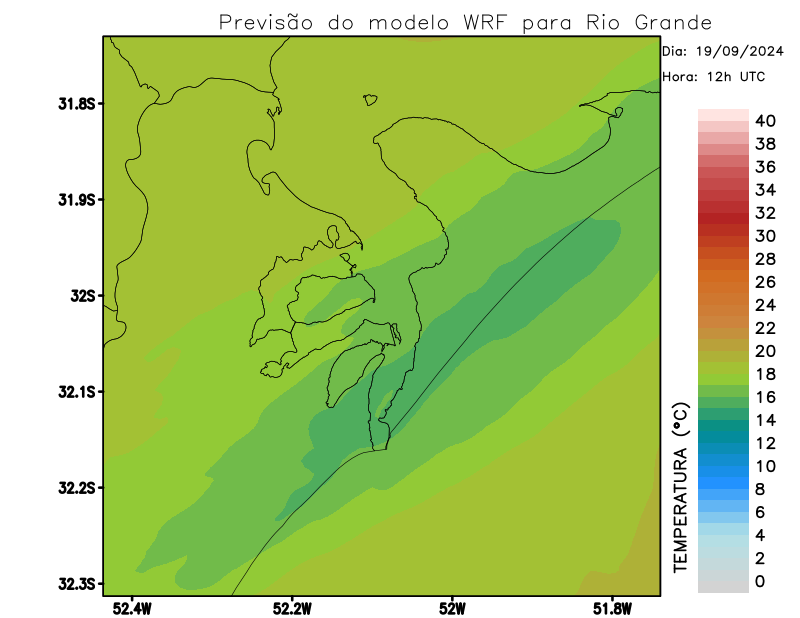 Previsão do modelo WRF para Rio Grande
Dia: 19/09/2024
Hora: 12h UTC
31.8S
31.9S
32S
32.1S
32.2S
32.3S
52.4W
52.2W
52W
51.8W
TEMPERATURA (ºC)
40
38
36
34
32
30
28
26
24
22
20
18
16
14
12
10
8
6
4
2
0